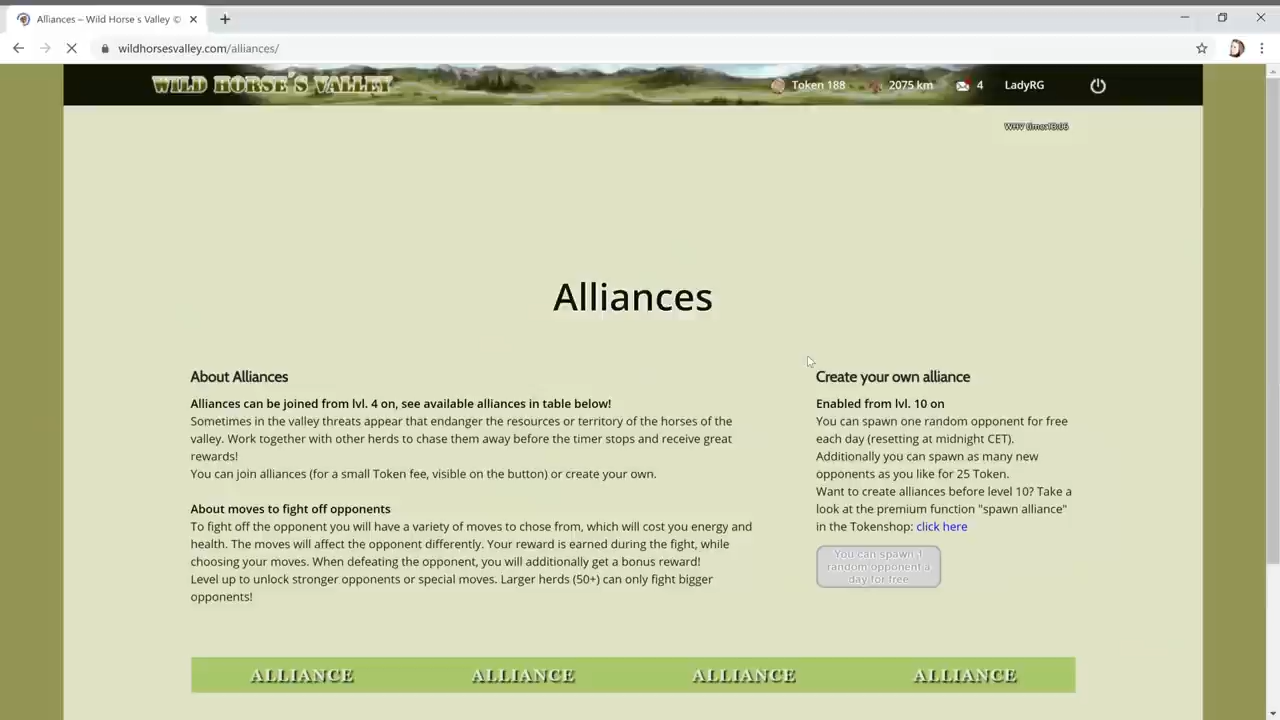 Alliances – Wild Horse s Valley ©
wildhorsesvalley.com/alliances/
WILD HORSE'S VALLEY
Token 188
2075 km
4
LadyRG
WHV time:13:06
Alliances
About Alliances
Alliances can be joined from lvl. 4 on, see available alliances in table below!
Sometimes in the valley threats appear that endanger the resources or territory of the horses of the
valley. Work together with other herds to chase them away before the timer stops and receive great
rewards!
You can join alliances (for a small Token fee, visible on the button) or create your own.
About moves to fight off opponents
To fight off the opponent you will have a variety of moves to chose from, which will cost you energy and
health. The moves will affect the opponent differently. Your reward is earned during the fight, while
choosing your moves. When defeating the opponent, you will additionally get a bonus reward!
Level up to unlock stronger opponents or special moves. Larger herds (50+) can only fight bigger
opponents!
Create your own alliance
Enabled from lvl. 10 on
You can spawn one random opponent for free
each day (resetting at midnight CET).
Additionally you can spawn as many new
opponents as you like for 25 Token.
Want to create alliances before level 10? Take a
look at the premium function "spawn alliance"
in the Tokenshop: click here
You can spawn 1
random opponent a
day for free
ALLIANCE ALLIANCE ALLIANCE ALLIANCE